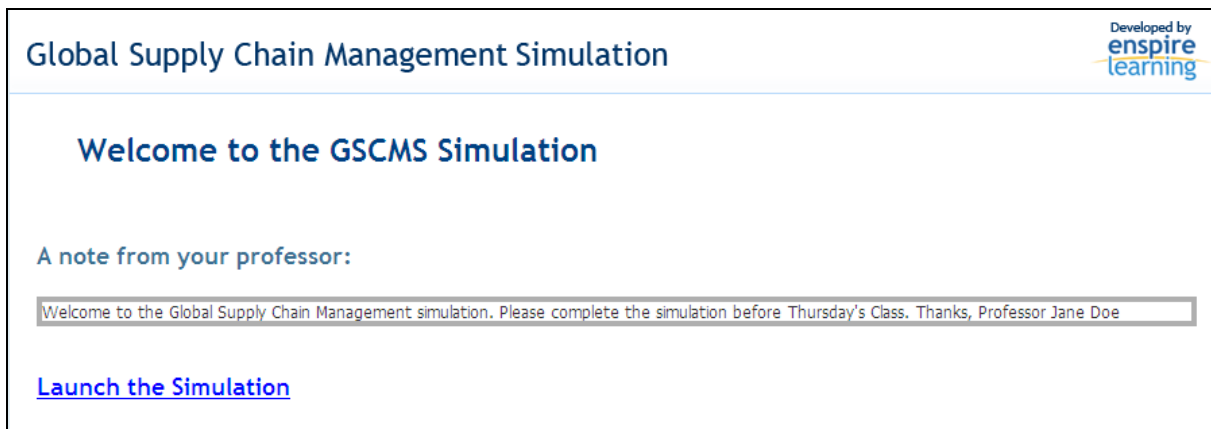 Global Supply Chain Management Simulation
Developed by
enspire
learning
Welcome to the GSCMS Simulation
A note from your professor:
Welcome to the Global Supply Chain Management simulation. Please complete the simulation before Thursday's Class. Thanks, Professor Jane Doe
Launch the Simulation